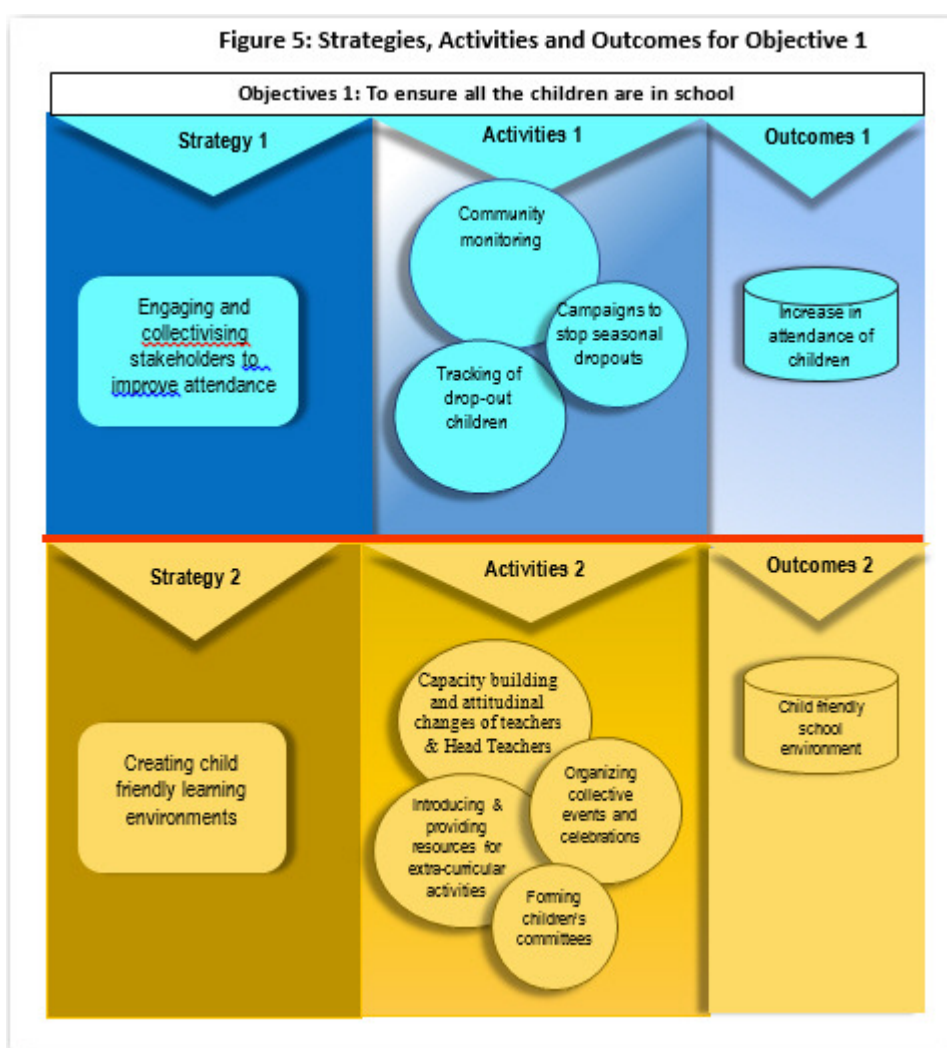 Figure 5: Strategies, Activities and Outcomes for Objective 1
Objectives 1: To ensure all the children are in school
Strategy 1
Activities 1
Outcomes 1
Engaging and
collectivising
stakeholders to
improve attendance
Community
monitoring
Campaigns to
stop seasonal
dropouts
Tracking of
drop-out
children
Increase in
attendance of
children
Strategy 2
Activities 2
Outcomes 2
Creating child
friendly learning
environments
Capacity building
and attitudinal
changes of teachers
& Head Teachers
Organizing
collective
events and
celebrations
Introducing &
providing
resources for
extra-curricular
activities
Forming
children's
committees
Child friendly
school
environment